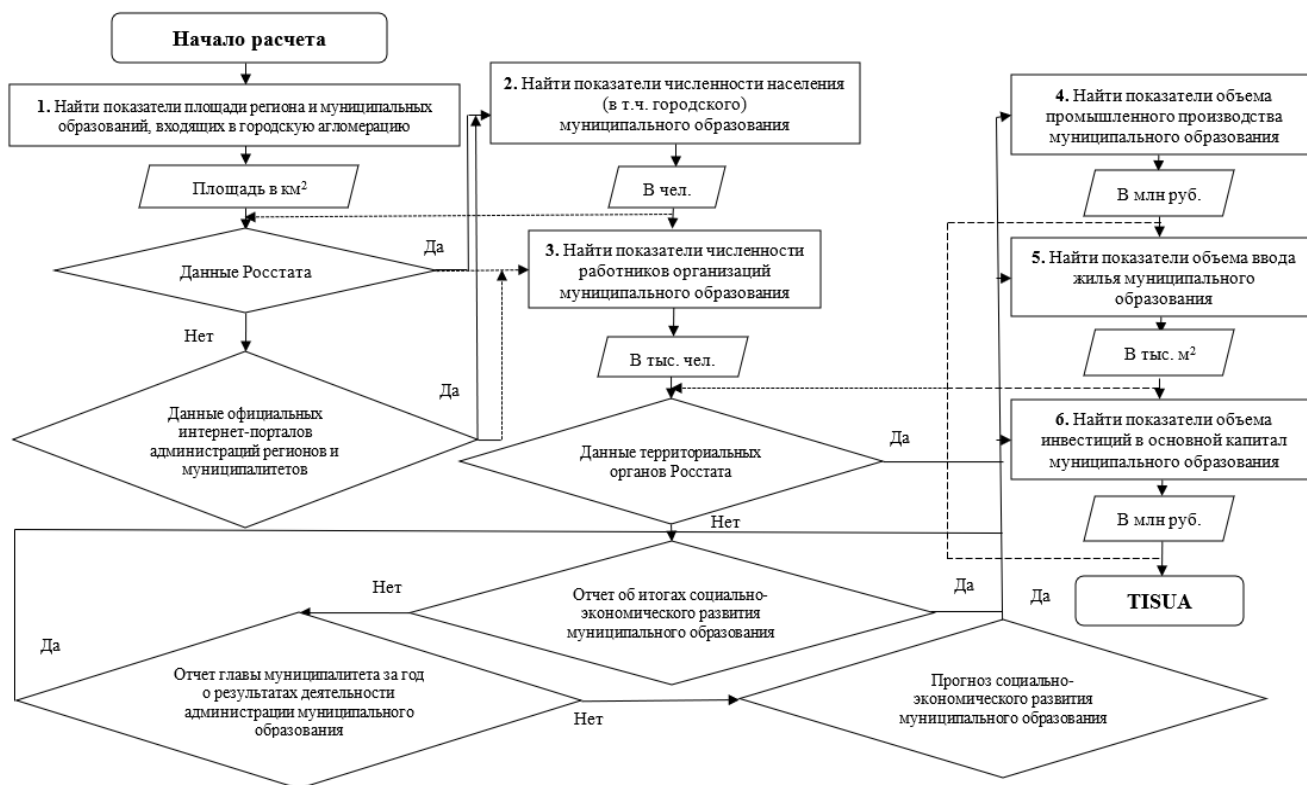 Начало расчета
1. Найти показатели площади региона и муниципальных
образований, входящих в городскую агломерацию
Площадь в км²
Данные Росстата
Да
Нет
Данные официальных
интернет-порталов
администраций регионов и
муниципалитетов
Да
2. Найти показатели численности населения
(в т.ч. городского)
муниципального образования
В чел.
3. Найти показатели численности
работников организаций
муниципального образования
В тыс. чел.
Данные территориальных
органов Росстата
Да
Нет
Отчет об итогах социально-
экономического развития
муниципального образования
Нет
Да
Отчет главы муниципалитета за год
о результатах деятельности
администрации муниципального
образования
Да
Нет
Прогноз социально-
экономического развития
муниципального образования
Да
4. Найти показатели объема
промышленного производства
муниципального образования
В млн руб.
5. Найти показатели объема ввода
жилья муниципального
образования
В тыс. м²
6. Найти показатели объема
инвестиций в основной капитал
муниципального образования
В млн руб.
TISUA